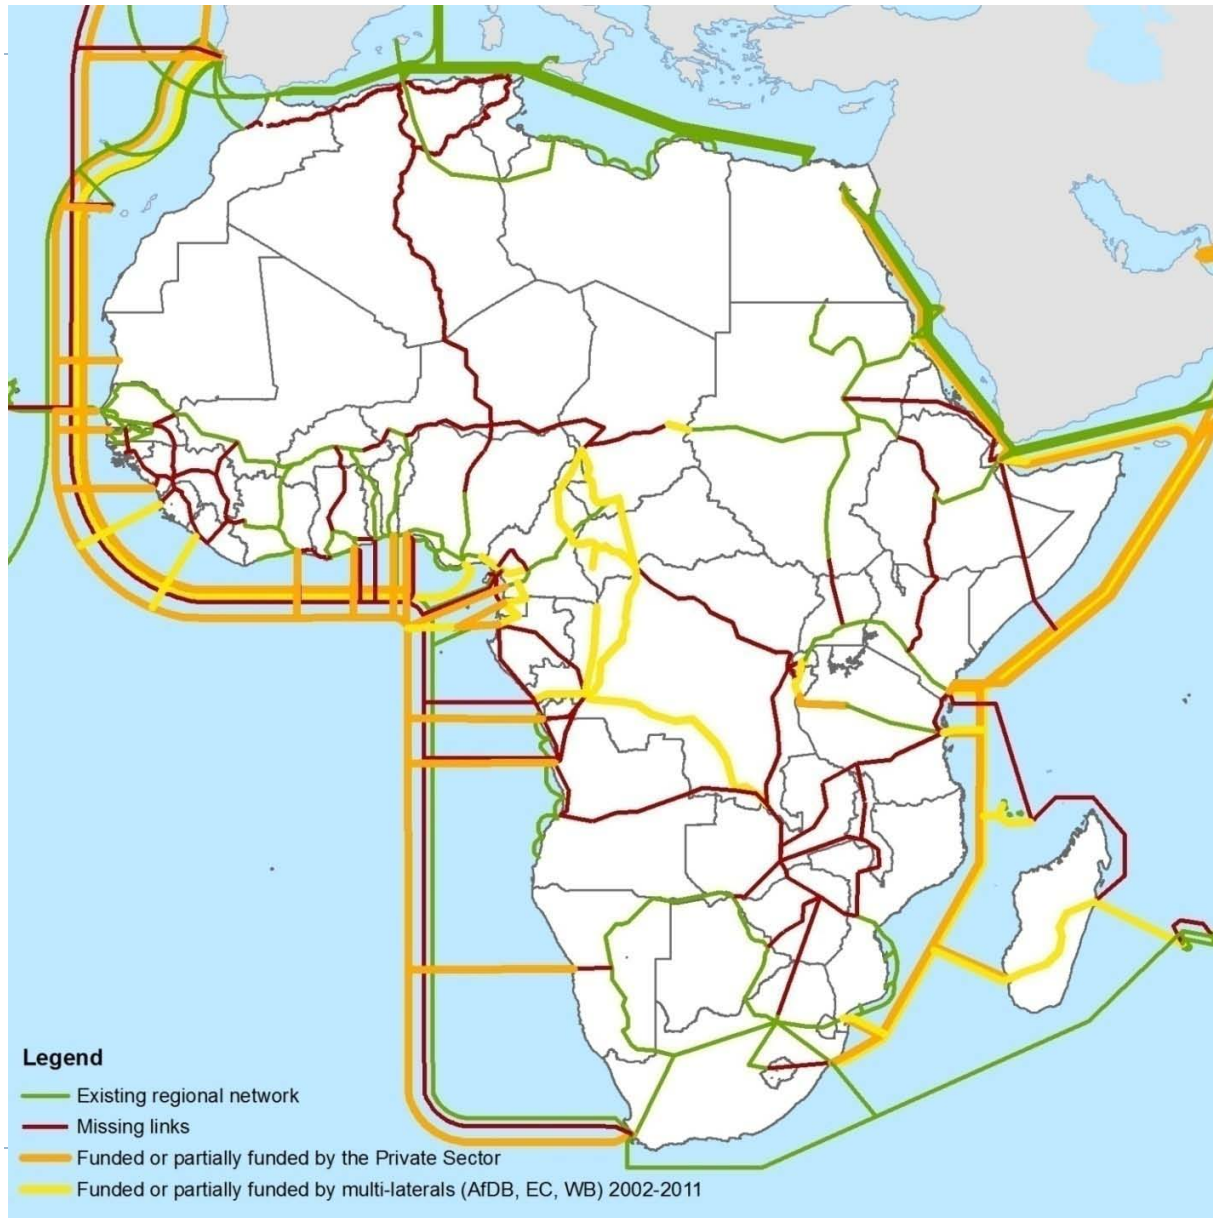 Legend
Existing regional network
Missing links
Funded or partially funded by the Private Sector
Funded or partially funded by multi-laterals (AfDB, EC, WB) 2002-2011